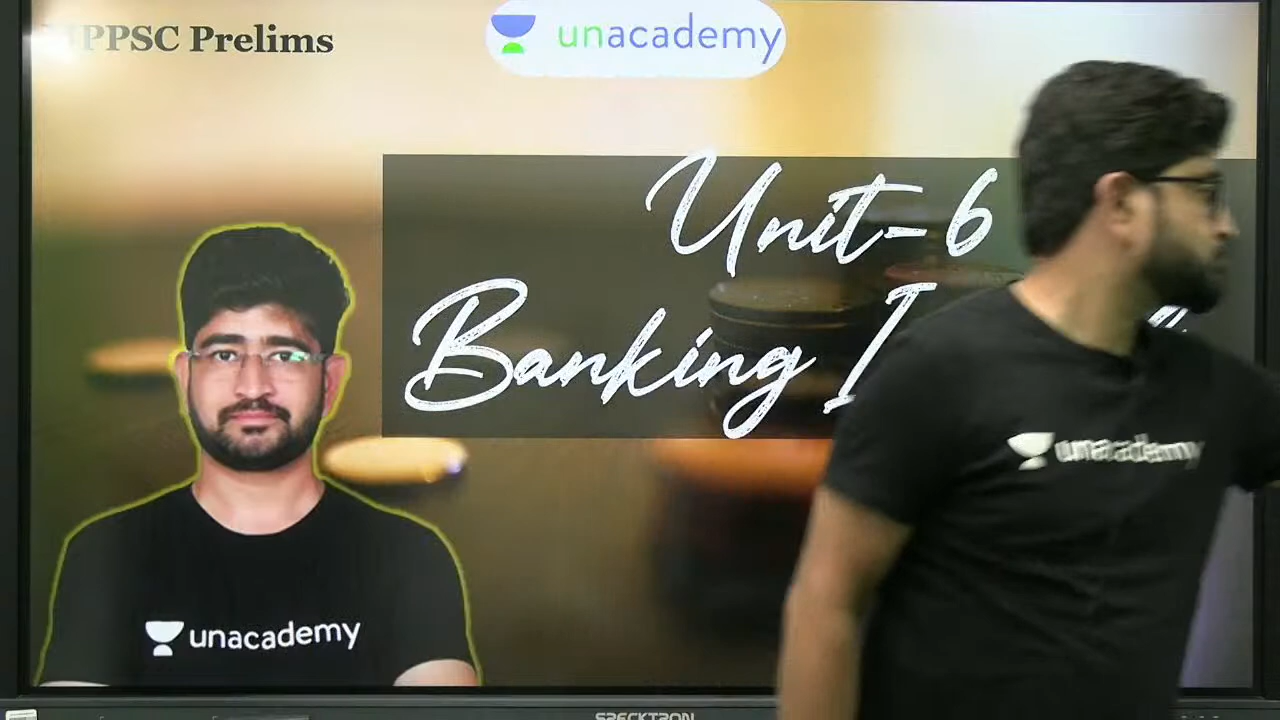 PPSC Prelims
unacademy
Unit-6
Banking I
unacademy
unacademy
SPECKTRON